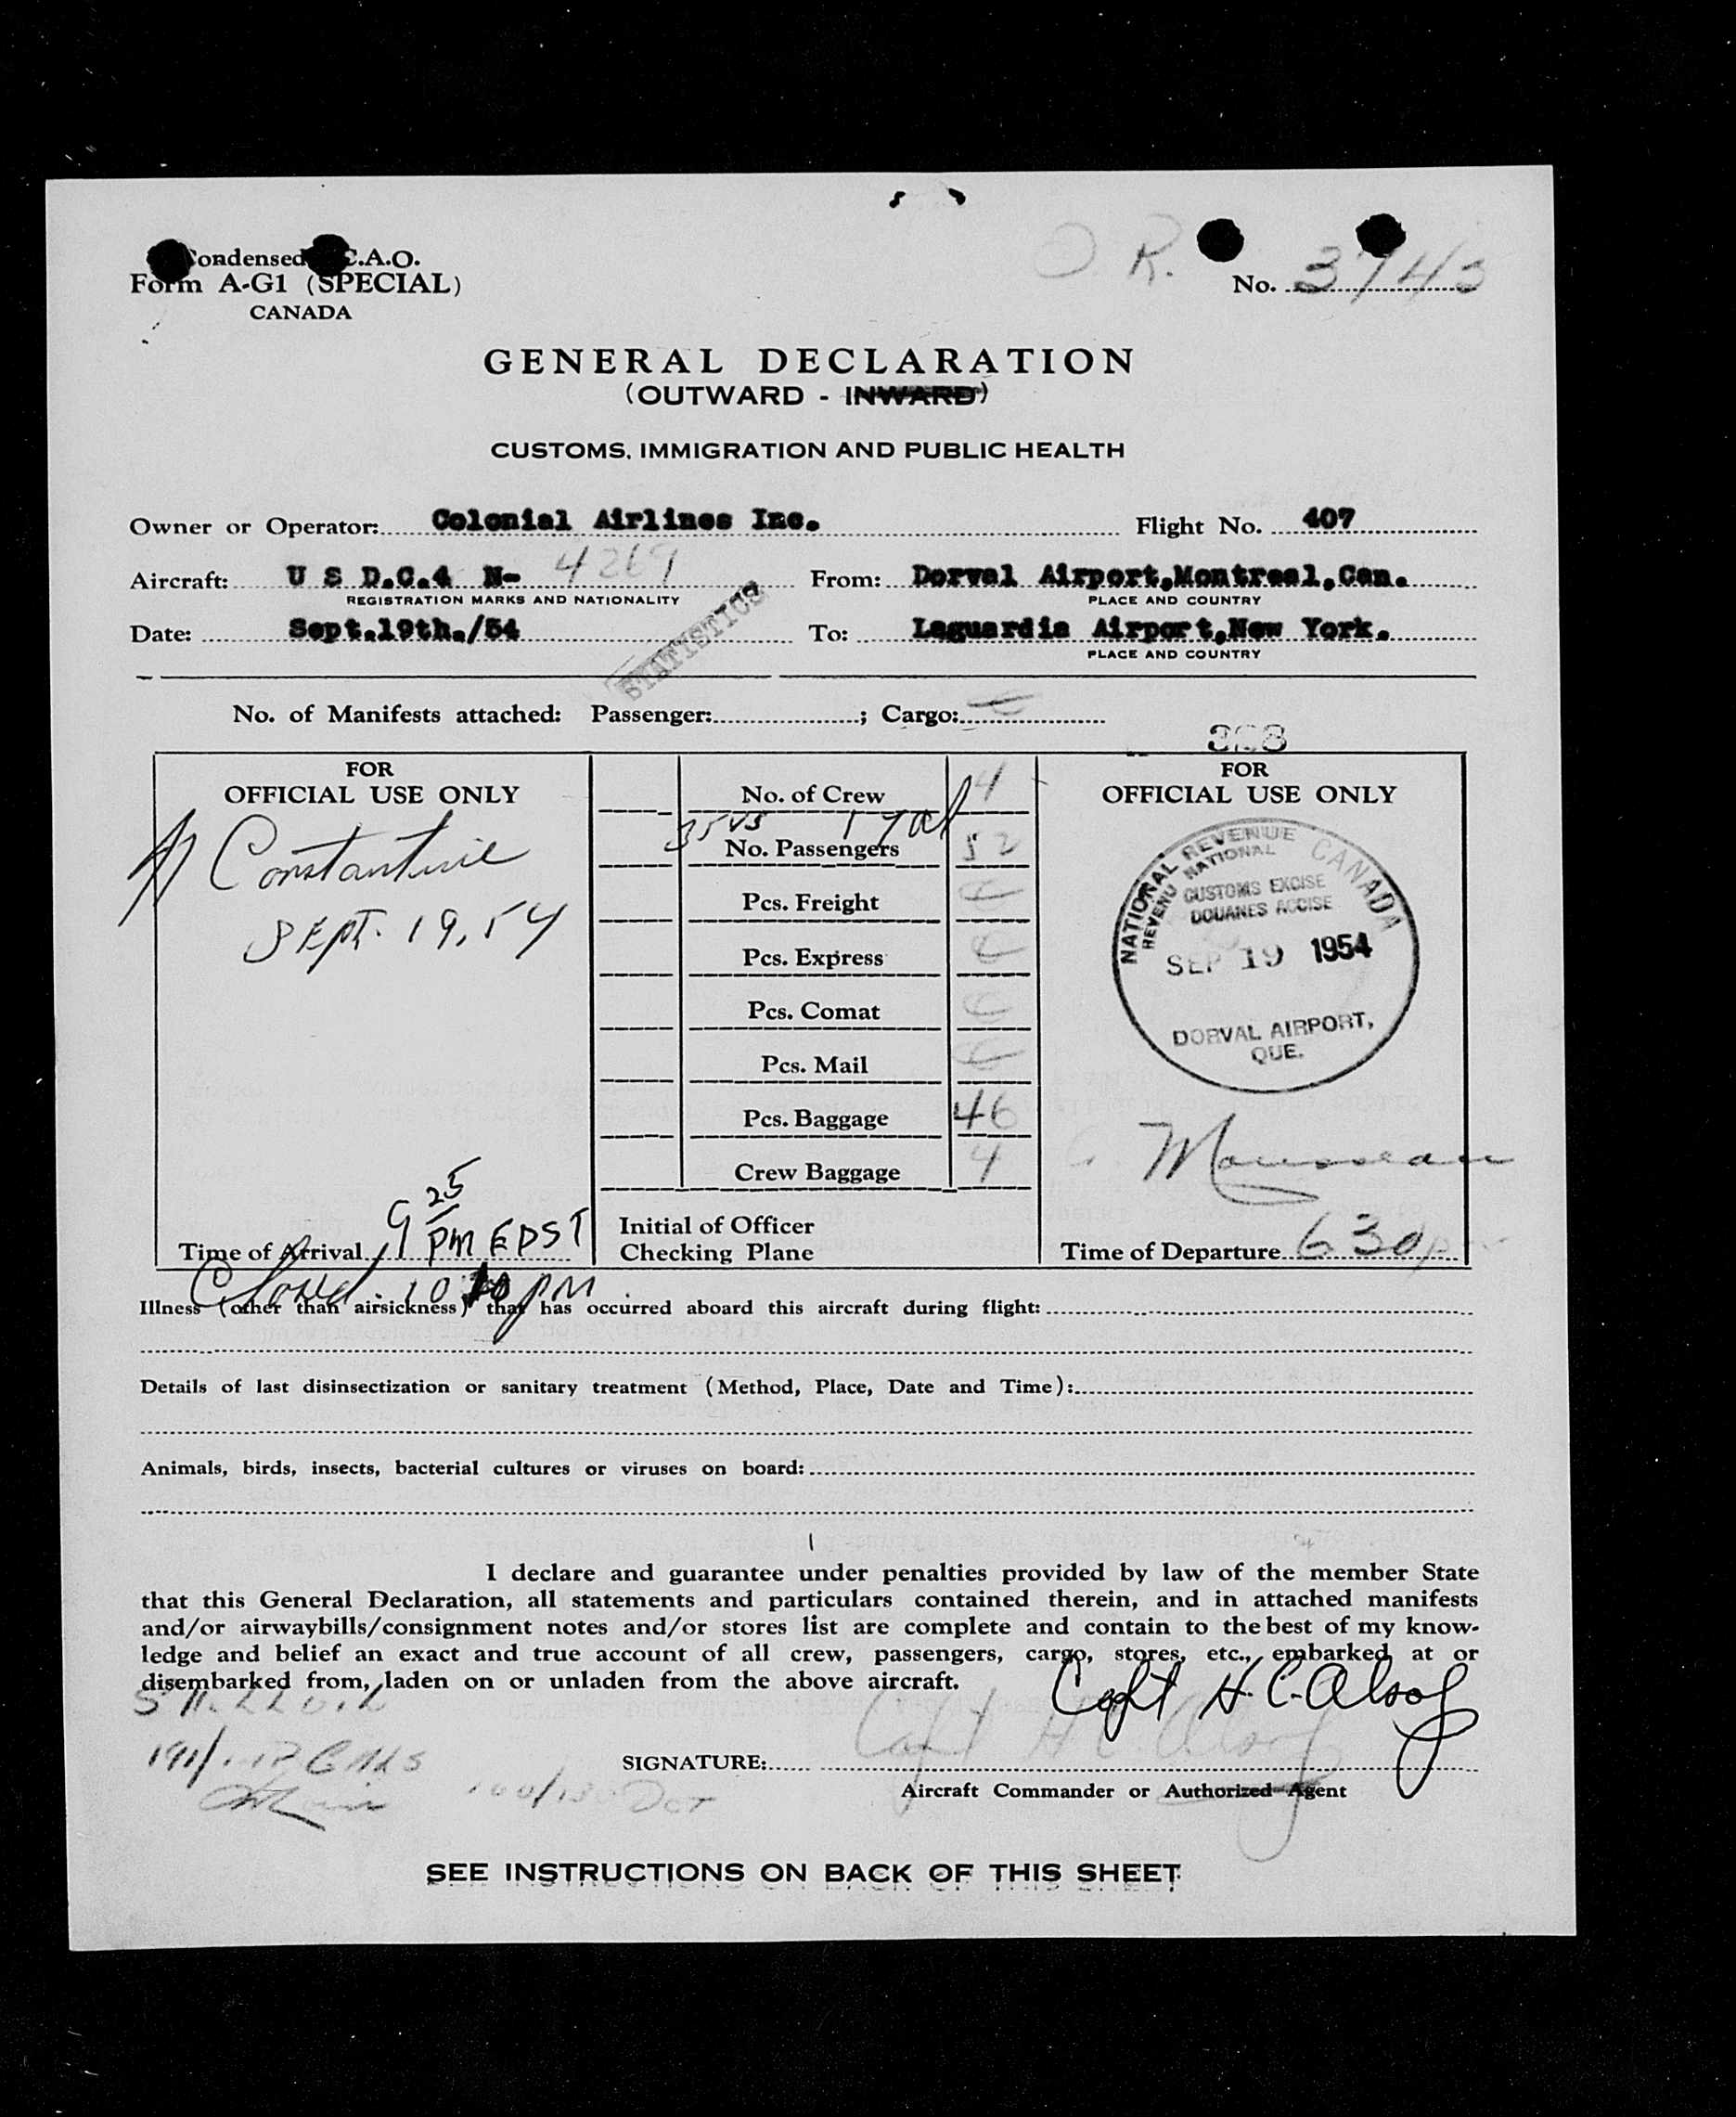 Condensed I.C.A.O.
Form A-G1 (SPECIAL)
CANADA
O. R.
No. 3743
GENERAL DECLARATION
(OUTWARD - INWARD)
CUSTOMS, IMMIGRATION AND PUBLIC HEALTH
Owner or Operator: Colonial Airlines Inc. Flight No. 407
Aircraft: U S D.C.4 N- 4269 From: Dorval Airport,Montreal,Can.
REGISTRATION MARKS AND NATIONALITY PLACE AND COUNTRY
Date: Sept.19th./54 To: Laguardia Airport,New York.
PLACE AND COUNTRY
STATISTICS
No. of Manifests attached: Passenger: ; Cargo:
FOR
OFFICIAL USE ONLY
Constantine
SEPT. 19, 54
9 25 PM EDST
Time of Arrival
Closed 10 PM
No. of Crew 4
35 US
No. Passengers 52
Pcs. Freight
Pcs. Express
Pcs. Comat
Pcs. Mail
Pcs. Baggage 46
Crew Baggage 4
Initial of Officer
Checking Plane
FOR
OFFICIAL USE ONLY
NATIONAL REVENUE CANADA
REVENU NATIONAL
CUSTOMS EXCISE
DOUANES ACCISE
SEP 19 1954
DORVAL AIRPORT,
QUE.
Mousseau
Time of Departure 6 30 p
Illness (other than airsickness) that has occurred aboard this aircraft during flight:
Details of last disinsectization or sanitary treatment (Method, Place, Date and Time):
Animals, birds, insects, bacterial cultures or viruses on board:
I declare and guarantee under penalties provided by law of the member State
that this General Declaration, all statements and particulars contained therein, and in attached manifests
and/or airwaybills/consignment notes and/or stores list are complete and contain to the best of my know-
ledge and belief an exact and true account of all crew, passengers, cargo, stores, etc., embarked at or
disembarked from, laden on or unladen from the above aircraft.
Capt H. C. Alsop
SIGNATURE: Capt H C Alsop
Aircraft Commander or Authorized Agent
SEE INSTRUCTIONS ON BACK OF THIS SHEET